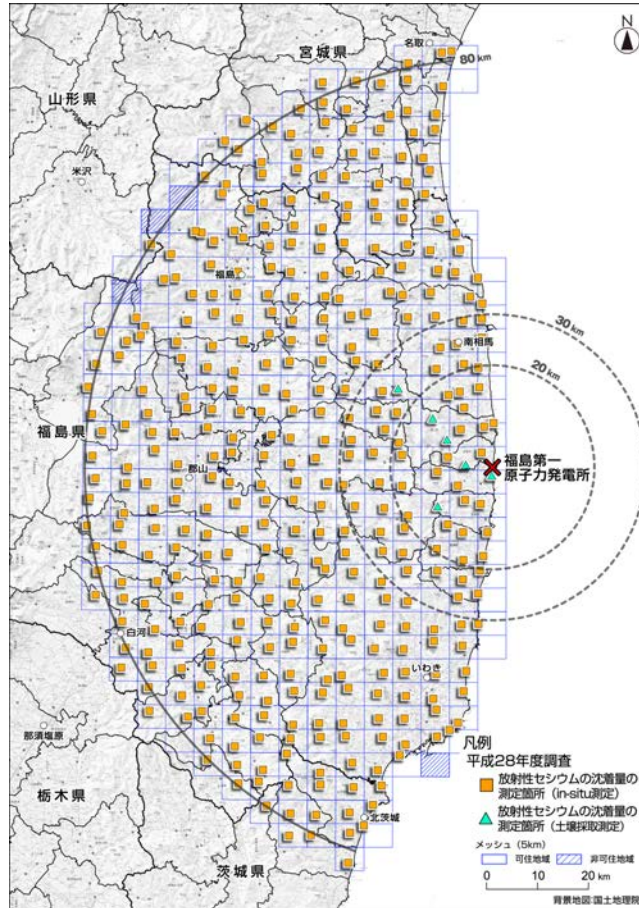 N
名取
宮城県
80 km
山形県
米沢
福島
30 km
南相馬
20 km
福島県
福島第一
原子力発電所
郡山
白河
いわき
那須塩原
凡例
平成28年度調査
放射性セシウムの沈着量の
測定箇所（in-situ測定）
栃木県
放射性セシウムの沈着量の
測定箇所（土壌採取測定）
北茨城
メッシュ（5km）
可住地域
非可住地域
茨城県
0
20 km
背景地図:国土地理院